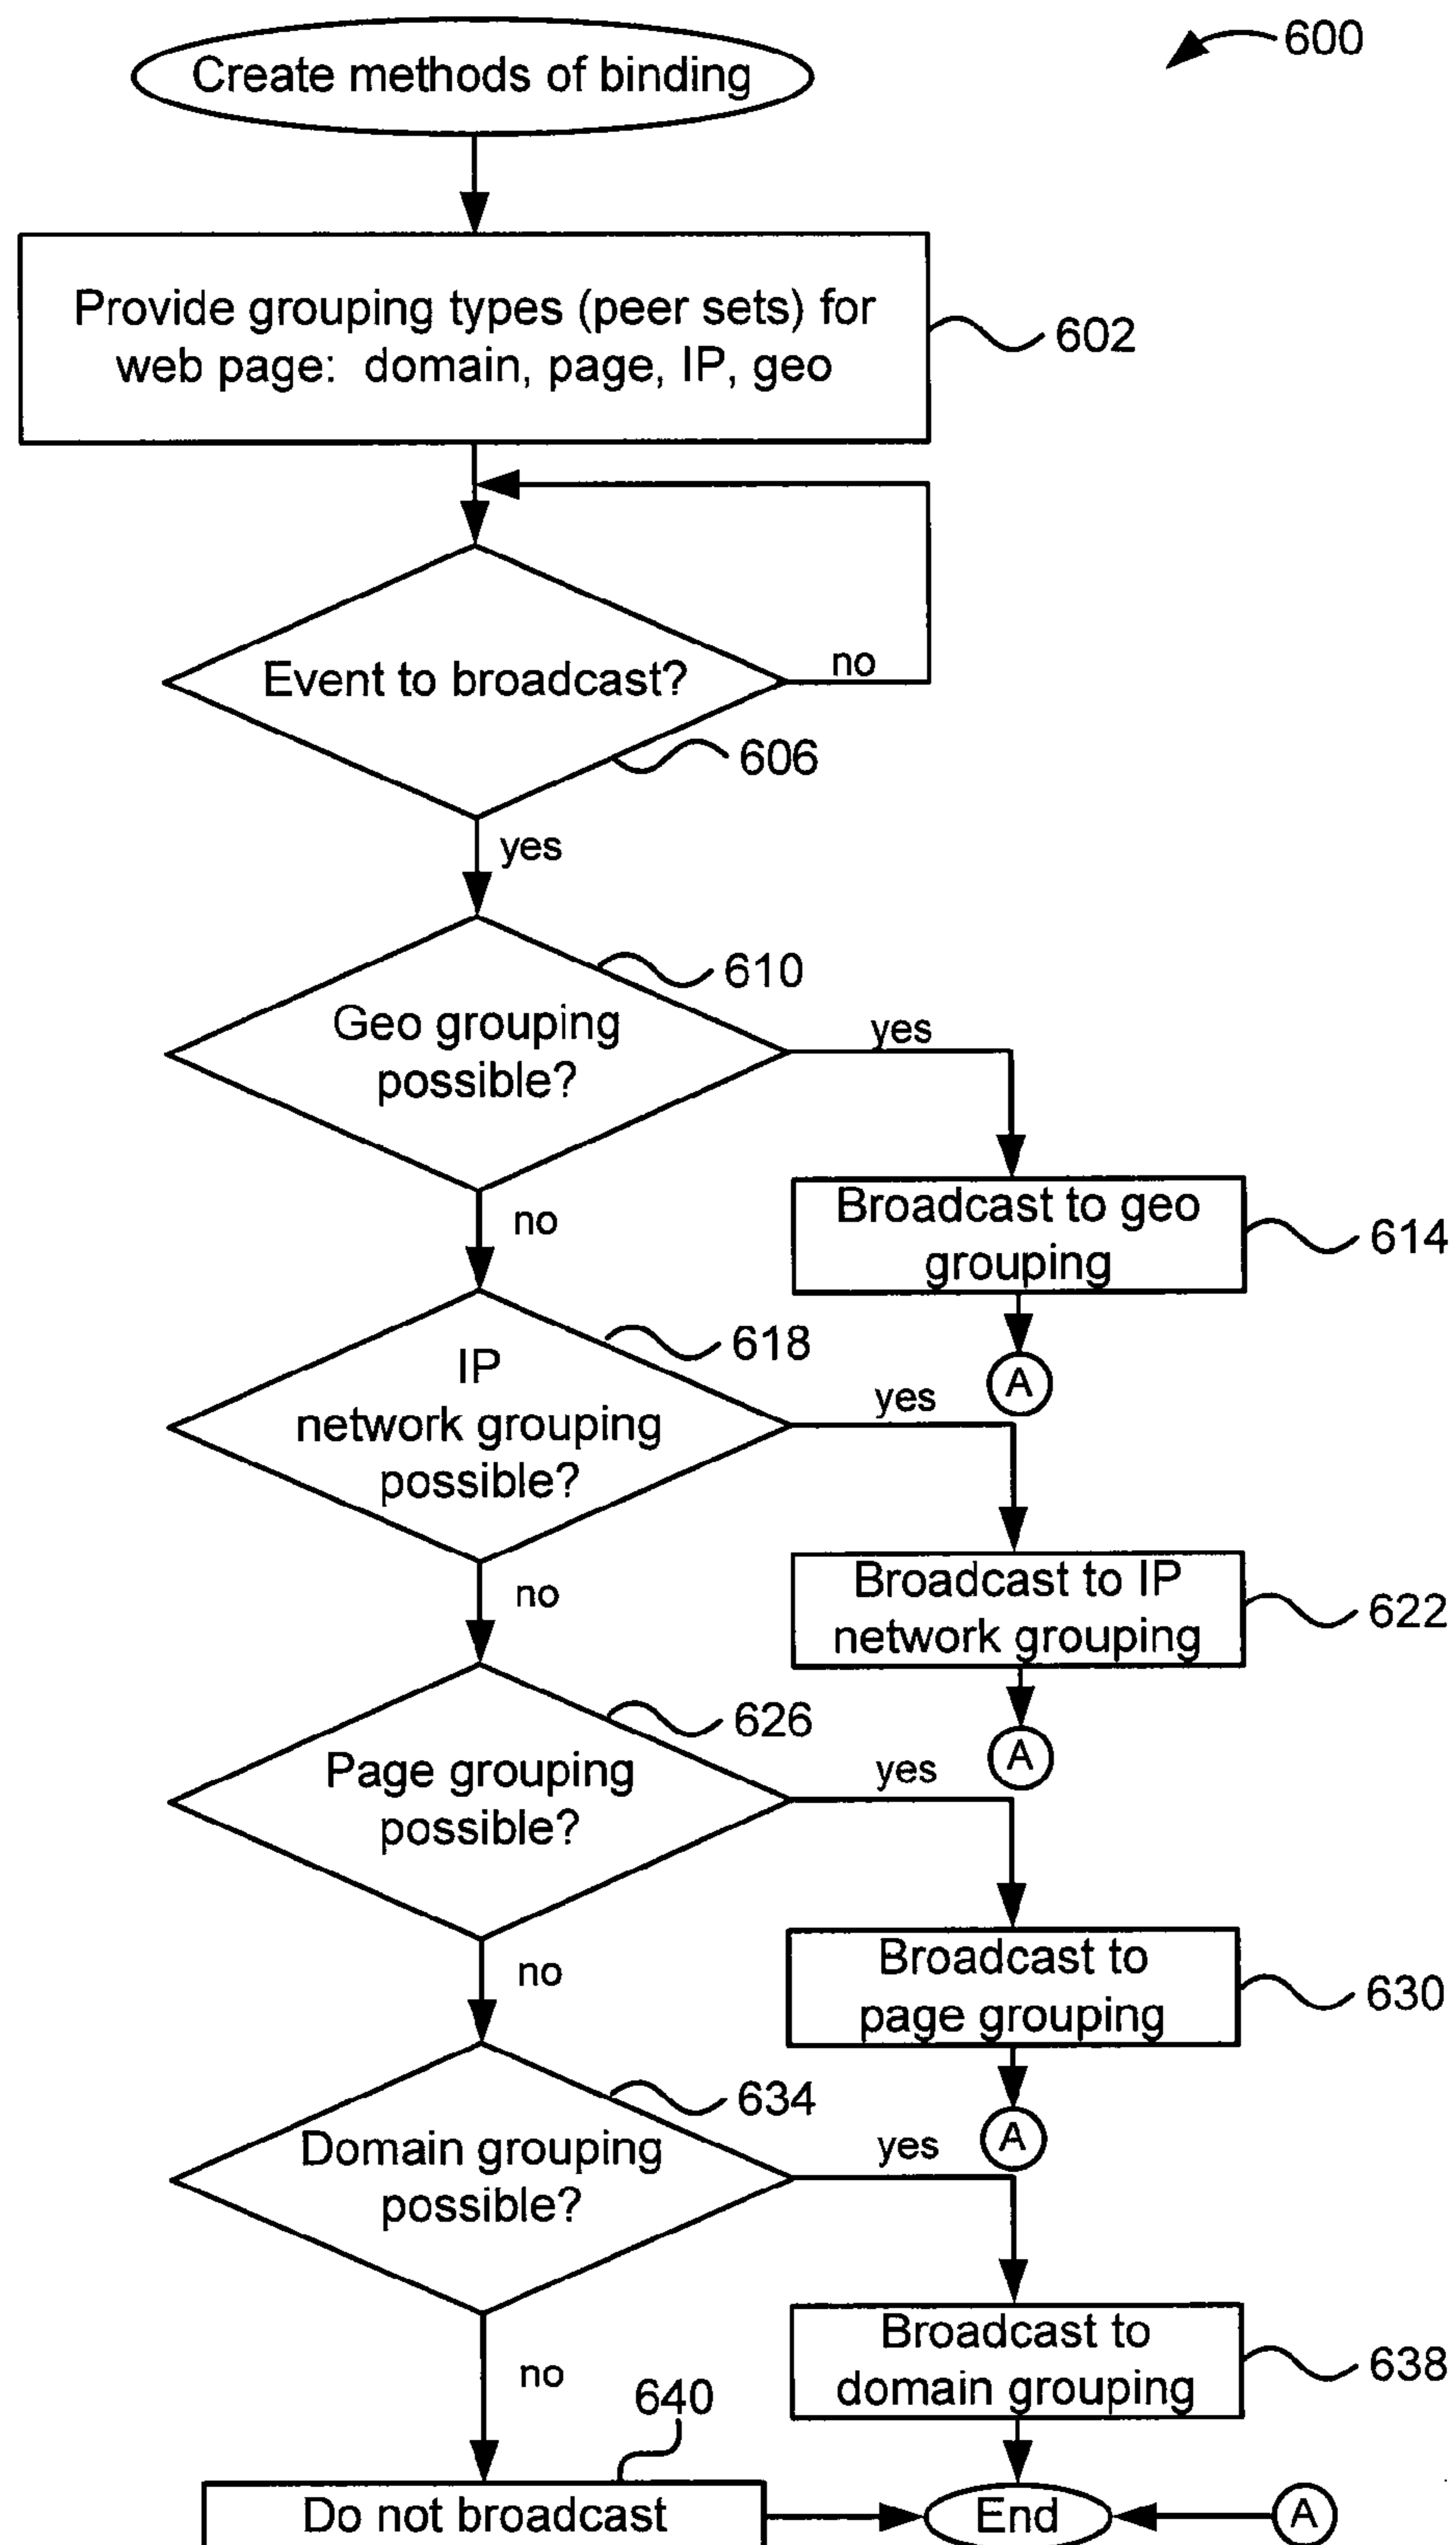 600
Create methods of binding
Provide grouping types (peer sets) for
web page: domain, page, IP, geo
602
Event to broadcast?
no
606
yes
610
Geo grouping
possible?
yes
no
Broadcast to geo
grouping
614
A
618
IP
network grouping
possible?
yes
no
Broadcast to IP
network grouping
622
A
626
Page grouping
possible?
yes
no
Broadcast to
page grouping
630
A
634
Domain grouping
possible?
yes
no
Broadcast to
domain grouping
638
640
Do not broadcast
End
A